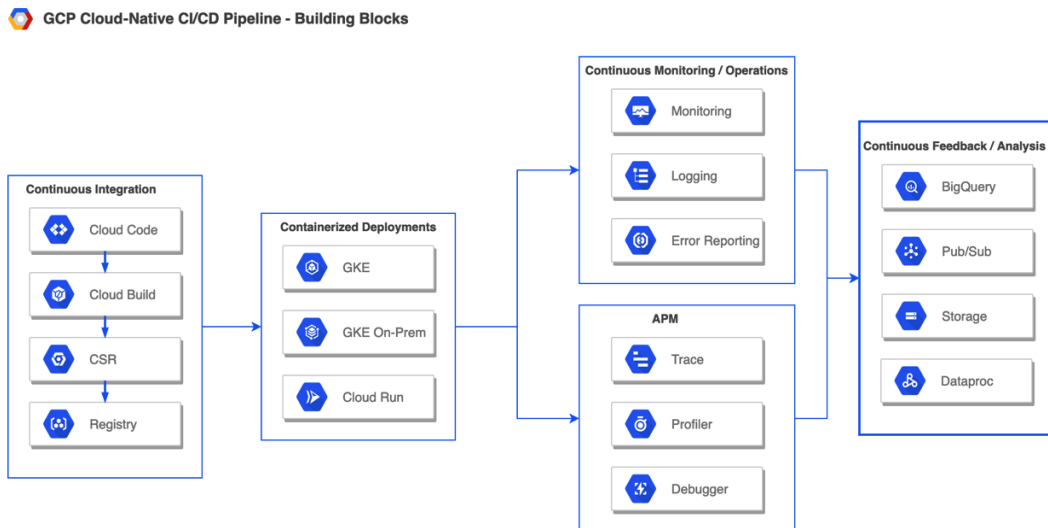 GCP Cloud-Native CI/CD Pipeline - Building Blocks
Continuous Integration
Cloud Code
Cloud Build
CSR
Registry
Containerized Deployments
GKE
GKE On-Prem
Cloud Run
Continuous Monitoring / Operations
Monitoring
Logging
Error Reporting
APM
Trace
Profiler
Debugger
Continuous Feedback / Analysis
BigQuery
Pub/Sub
Storage
Dataproc